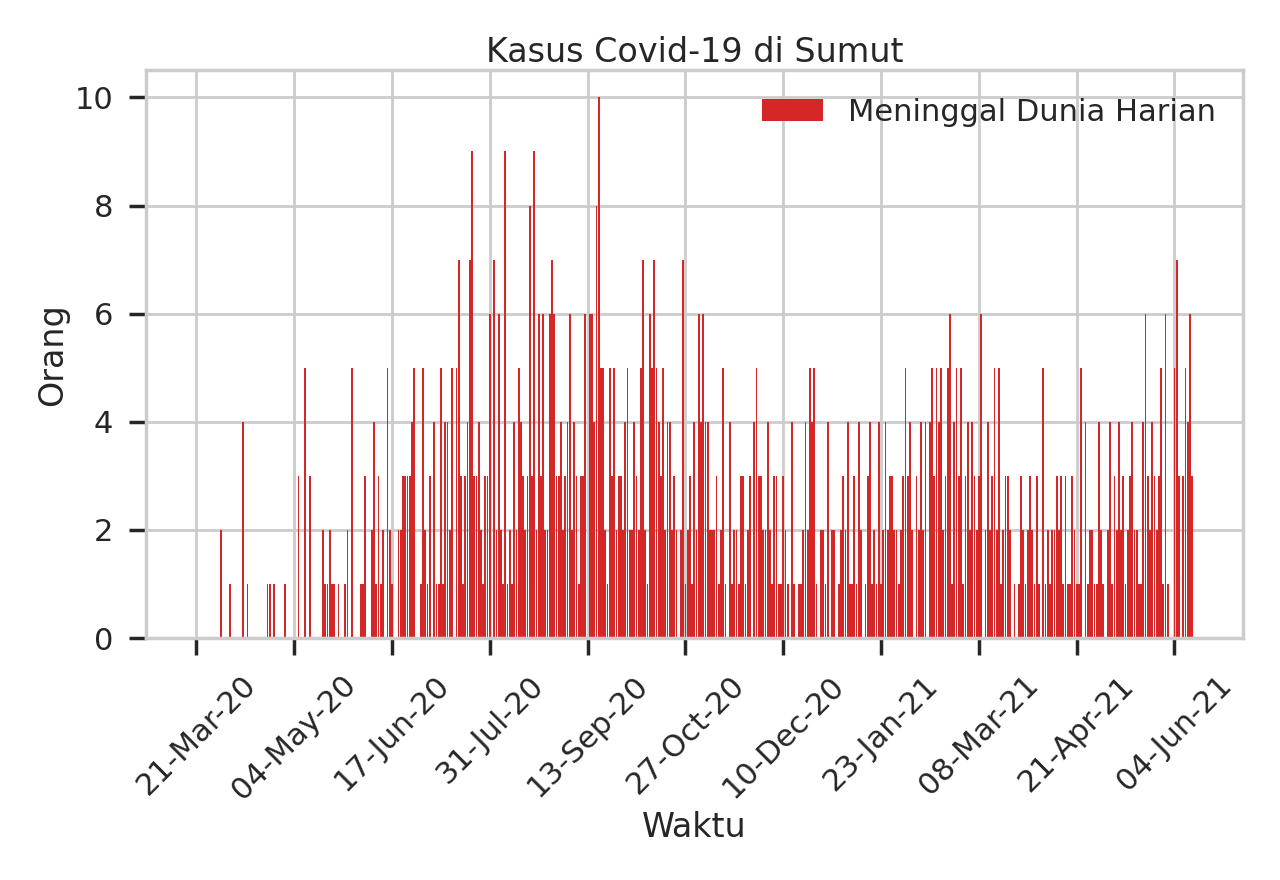 Kasus Covid-19 di Sumut
Meninggal Dunia Harian
10
8
6
4
2
0
Orang
21-Mar-20
04-May-20
17-Jun-20
31-Jul-20
13-Sep-20
27-Oct-20
10-Dec-20
23-Jan-21
08-Mar-21
21-Apr-21
04-Jun-21
Waktu